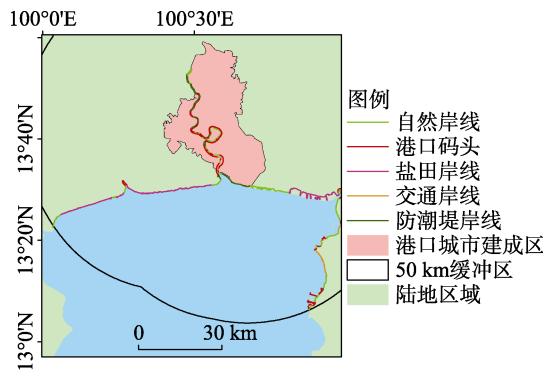 100°0′E 100°3′E
13°40′N
13°20′N
13°0′N
0 30 km
图例
自然岸线
港口码头
盐田岸线
交通岸线
防潮堤岸线
港口城市建成区
50 km缓冲区
陆地区域